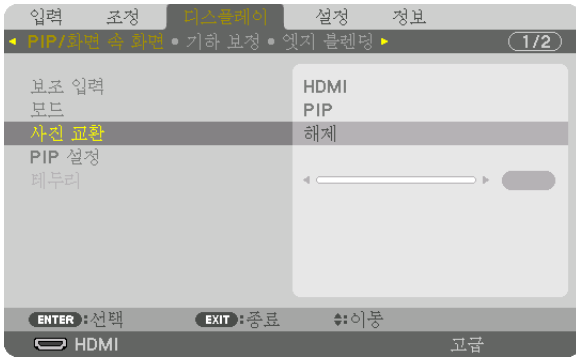 입력 조정 디스플레이 설정 정보
PIP/화면 속 화면 • 기하 보정 • 엣지 블렌딩 1/2
보조 입력 HDMI
모드 PIP
사진 교환 해제
PIP 설정
테두리
ENTER :선택 EXIT :종료 :이동
HDMI 고급